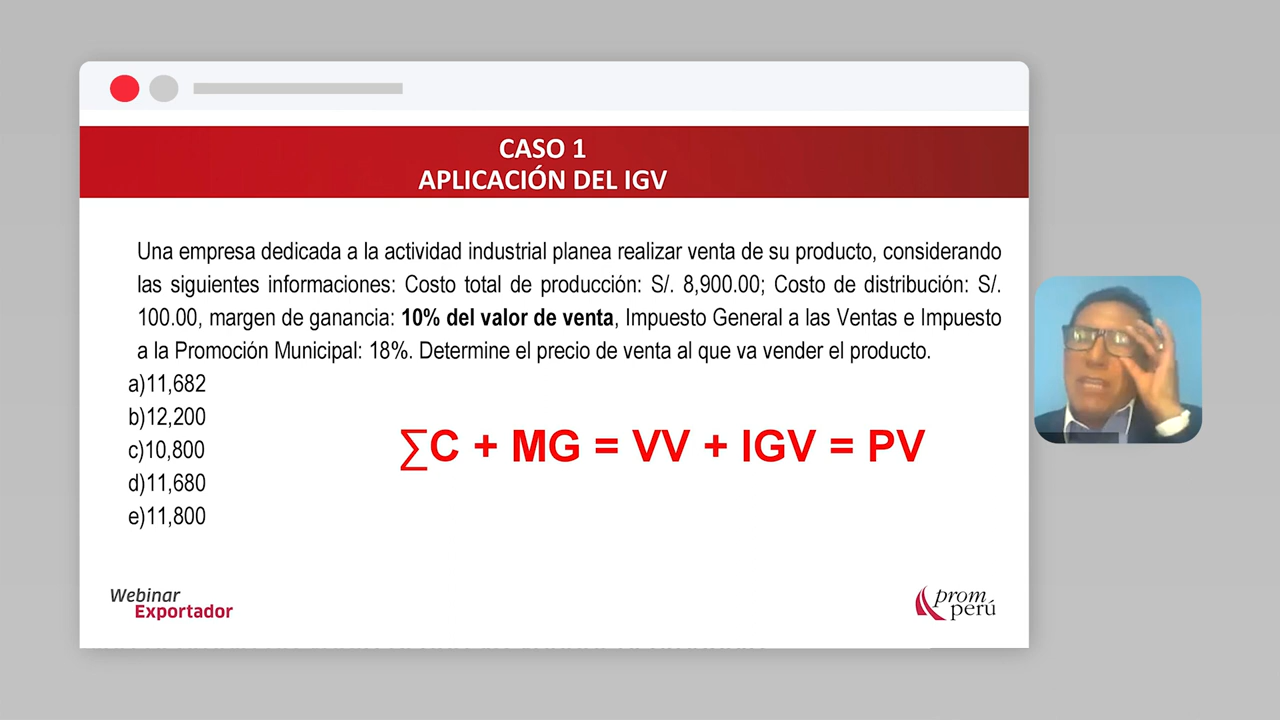 CASO 1
APLICACIÓN DEL IGV
Una empresa dedicada a la actividad industrial planea realizar venta de su producto, considerando
las siguientes informaciones: Costo total de producción: S/. 8,900.00; Costo de distribución: S/.
100.00, margen de ganancia: 10% del valor de venta, Impuesto General a las Ventas e Impuesto
a la Promoción Municipal: 18%. Determine el precio de venta al que va vender el producto.
a)11,682
b)12,200
c)10,800
d)11,680
e)11,800
∑C + MG = VV + IGV = PV
Webinar
Exportador
prom
perú